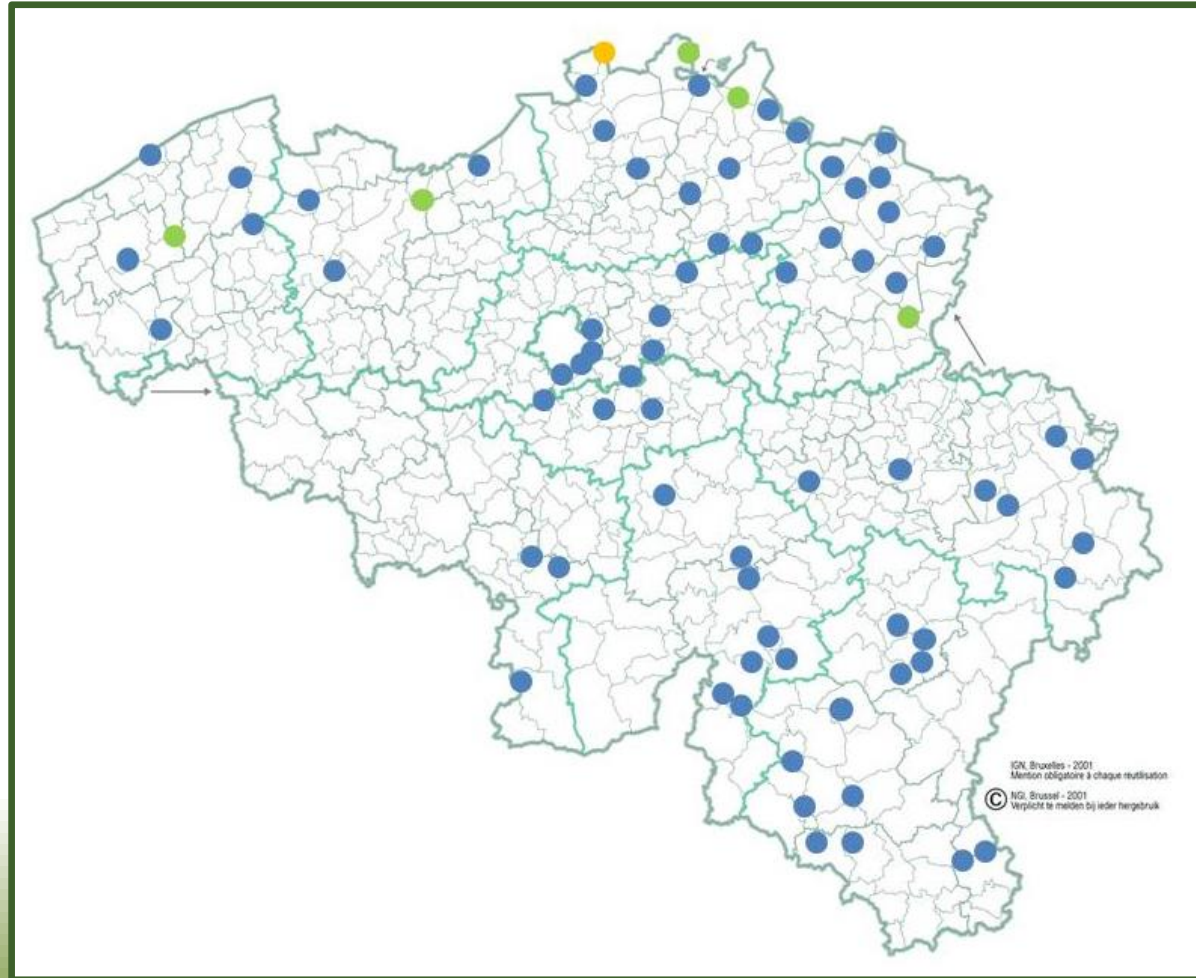 IGN, Bruxelles - 2001
Mention obligatoire à chaque réutilisation
© NGI, Brussel - 2001
Verplicht te melden bij ieder hergebruik